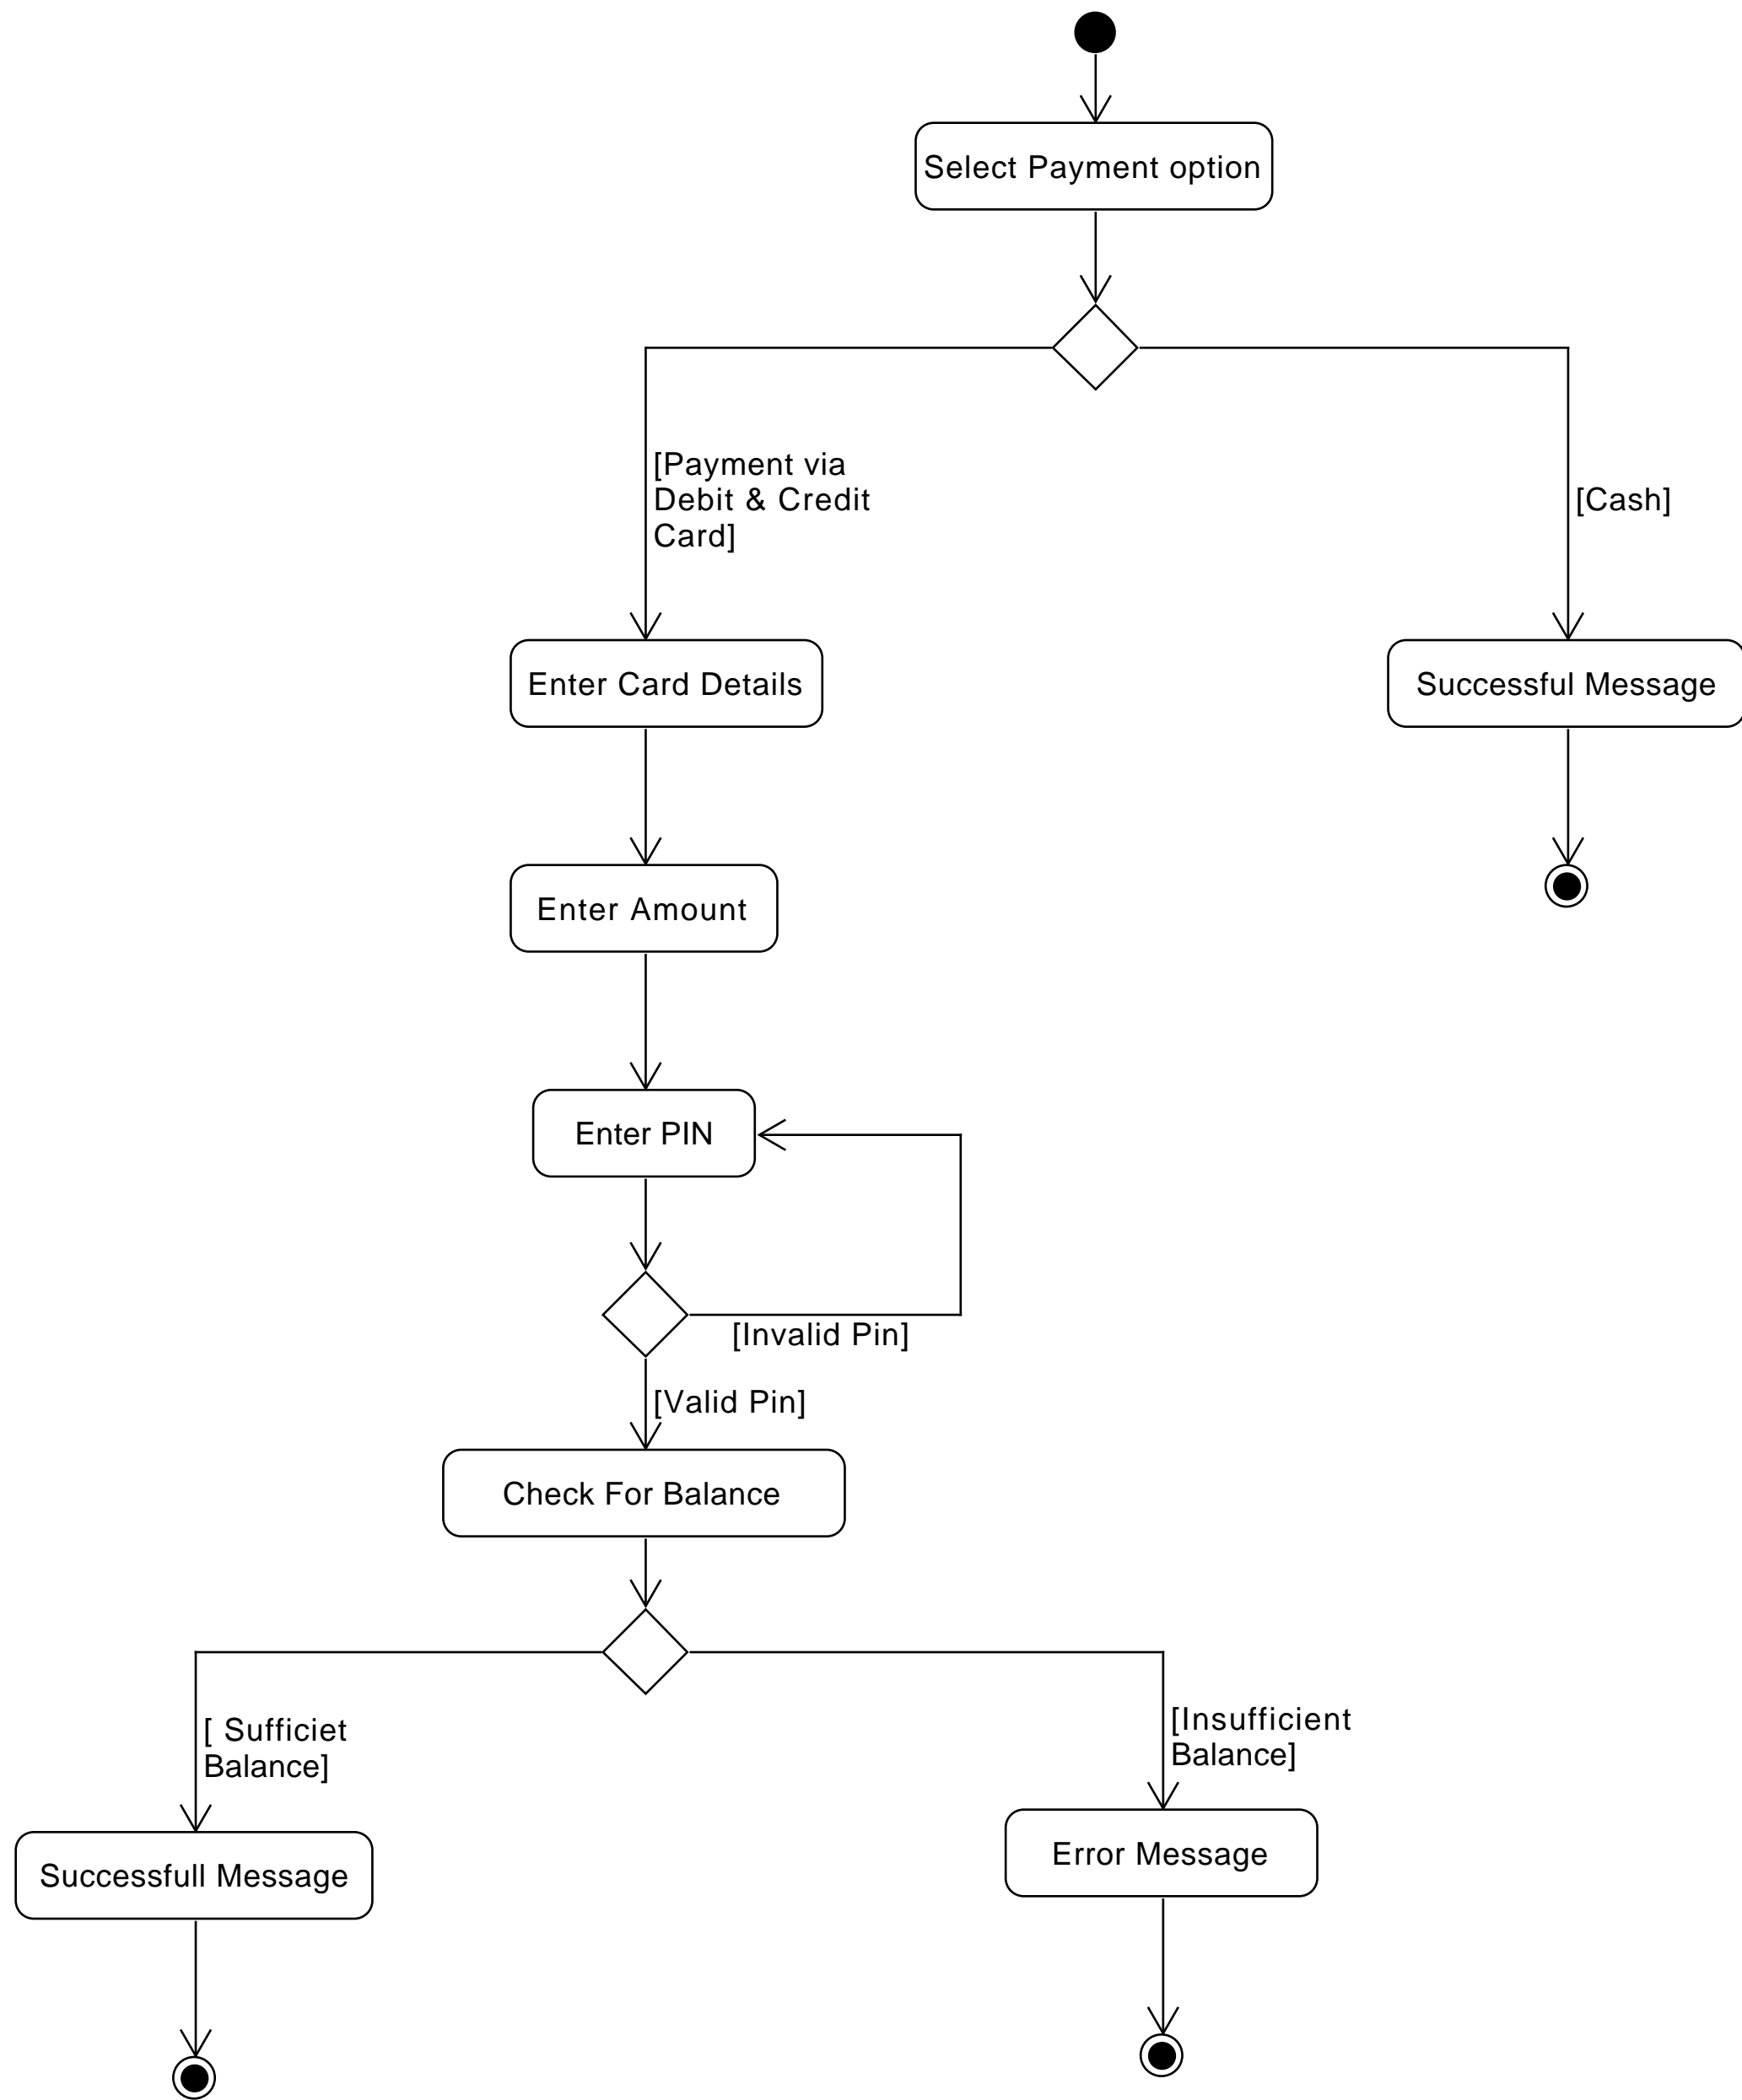 Select Payment option
[Payment via
Debit & Credit
Card]
[Cash]
Enter Card Details
Successful Message
Enter Amount
Enter PIN
[Invalid Pin]
[Valid Pin]
Check For Balance
[ Sufficiet
Balance]
[Insufficient
Balance]
Successfull Message
Error Message